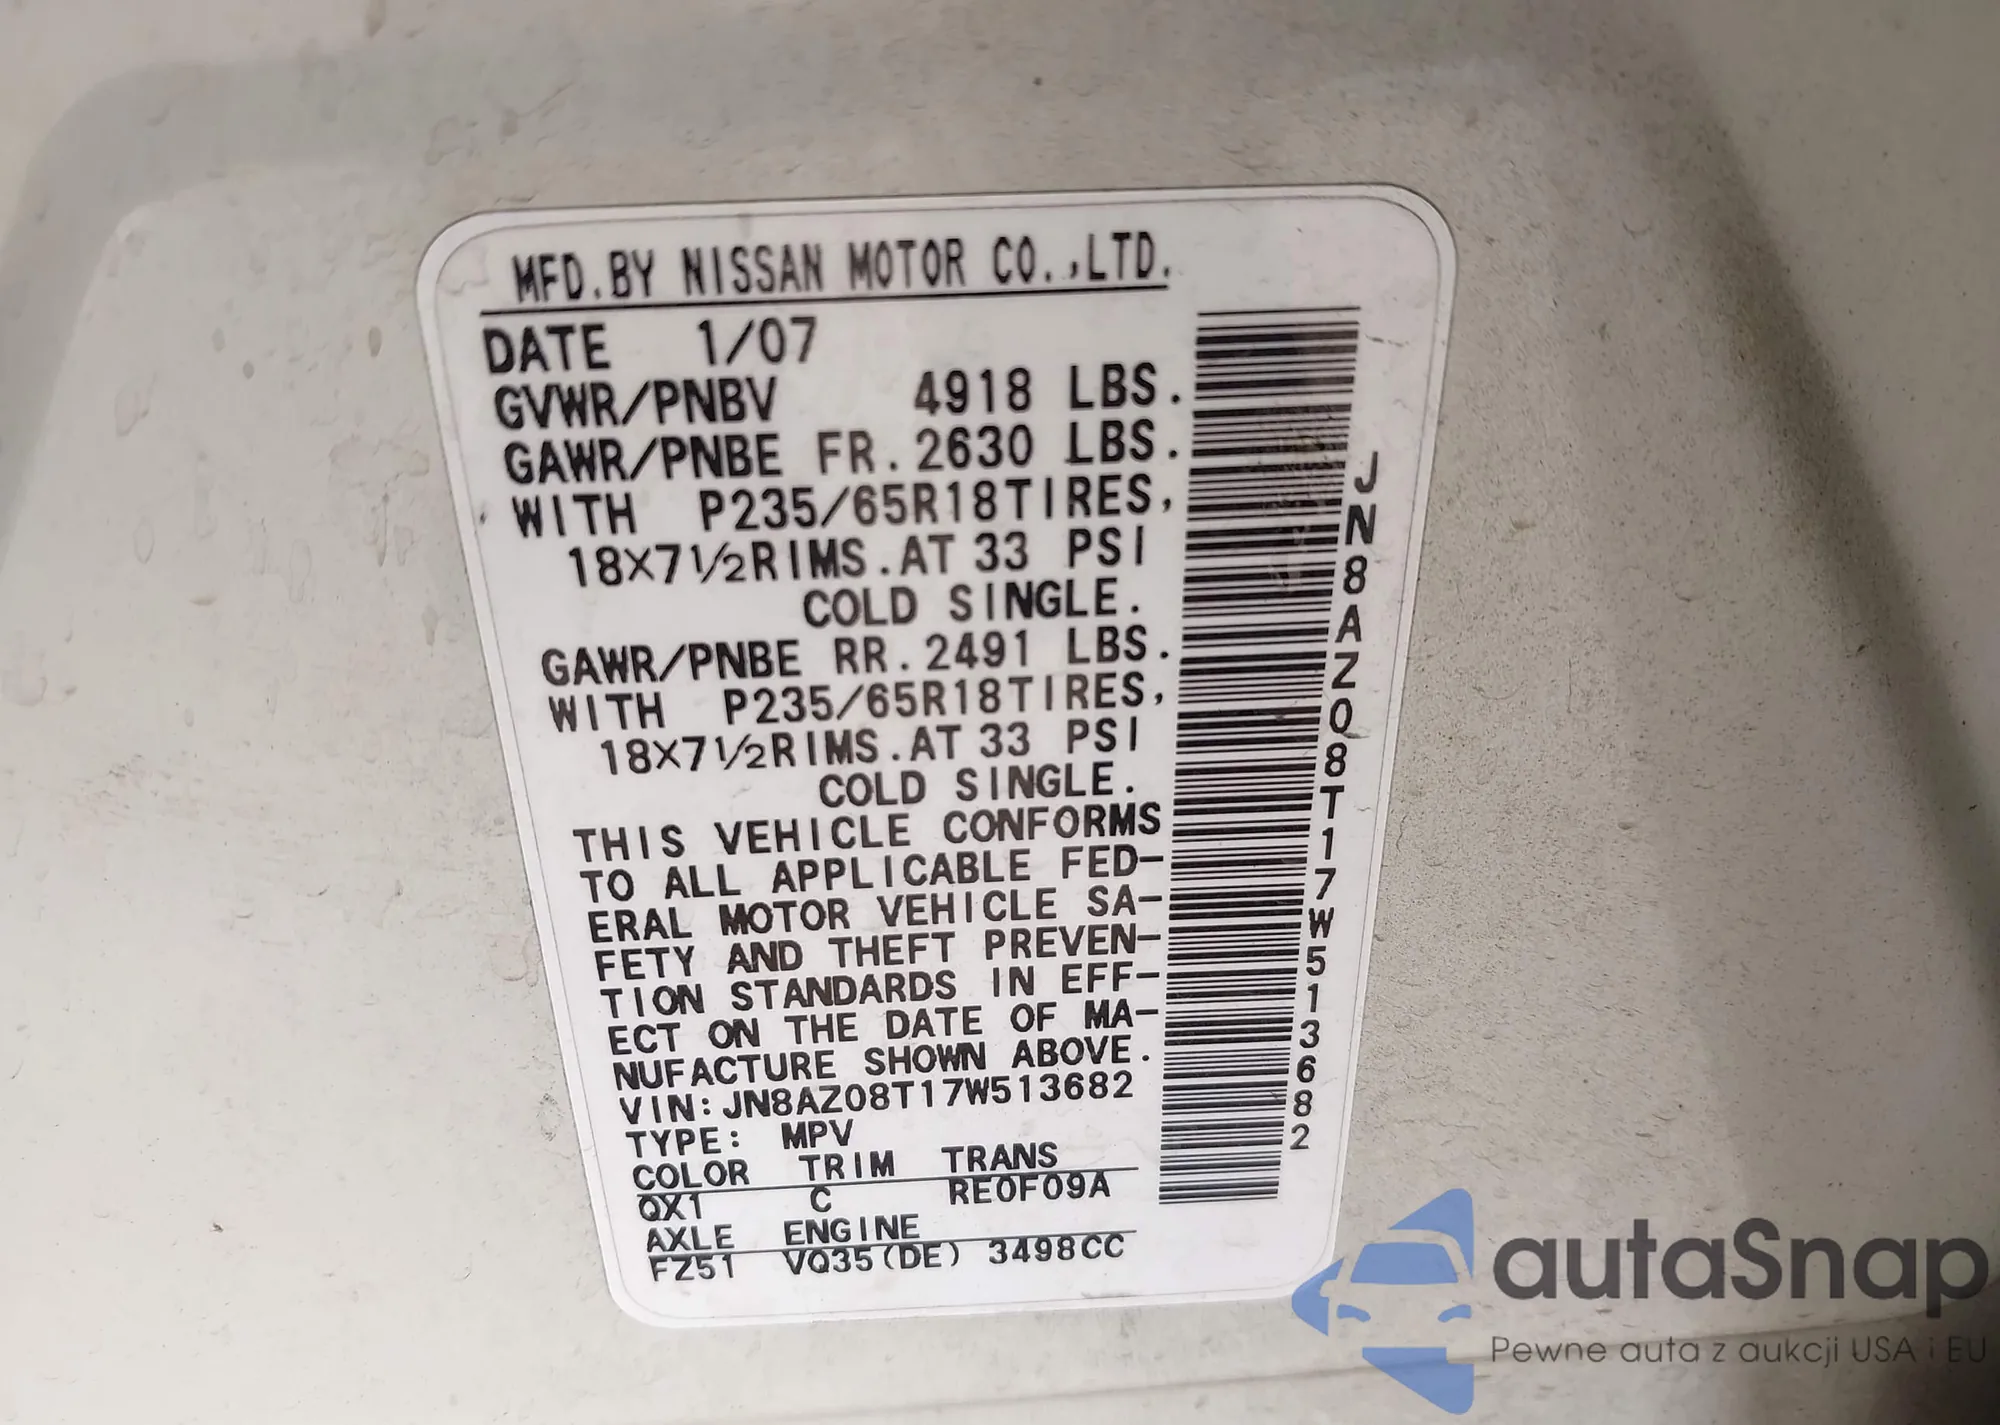 MFD.BY NISSAN MOTOR CO.,LTD.
DATE 1/07
GVWR/PNBV 4918 LBS.
GAWR/PNBE FR.2630 LBS.
WITH P235/65R18TIRES,
18X7½RIMS.AT 33 PSI
COLD SINGLE.
GAWR/PNBE RR.2491 LBS.
WITH P235/65R18TIRES,
18X7½RIMS.AT 33 PSI
COLD SINGLE.
THIS VEHICLE CONFORMS
TO ALL APPLICABLE FED-
ERAL MOTOR VEHICLE SA-
FETY AND THEFT PREVEN-
TION STANDARDS IN EFF-
ECT ON THE DATE OF MA-
NUFACTURE SHOWN ABOVE.
VIN:JN8AZ08T17W513682
TYPE: MPV
COLOR TRIM TRANS
QX1 C RE0F09A
AXLE ENGINE
FZ51 VQ35(DE) 3498CC
JN8AZ08T17W513682
autaSnap
Pewne auta z aukcji USA i EU